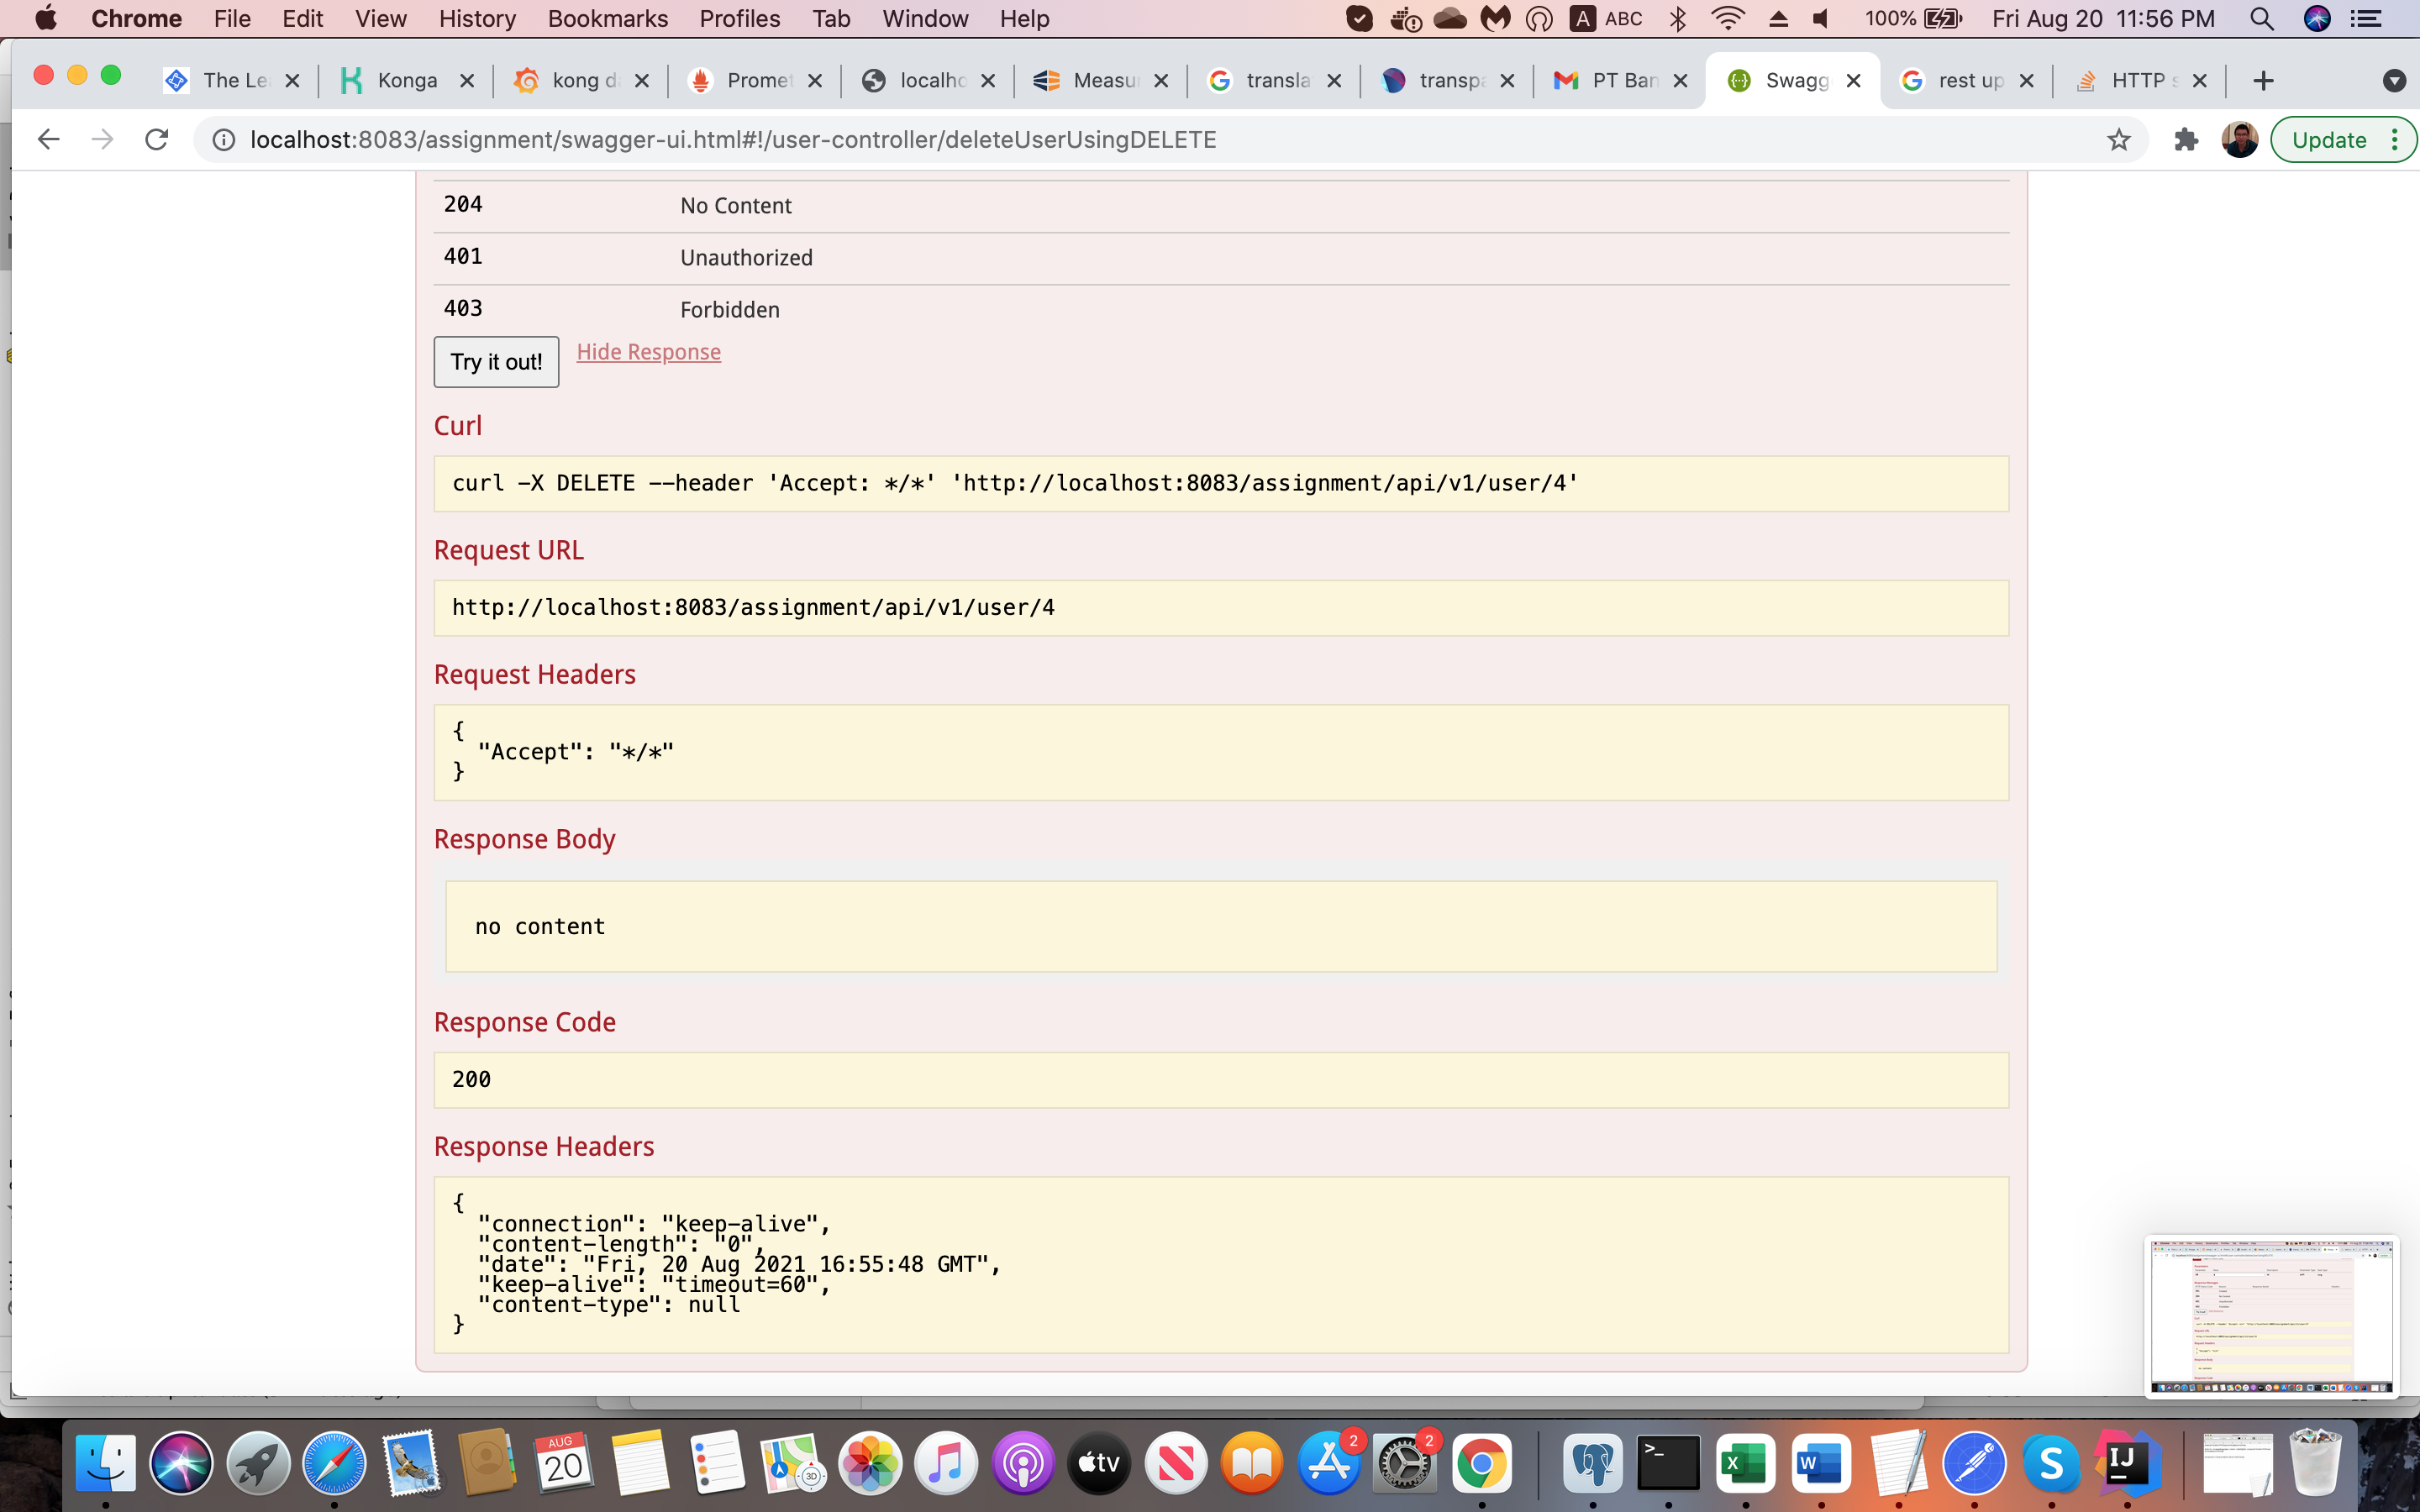 Chrome File Edit View History Bookmarks Profiles Tab Window Help A ABC 100% Fri Aug 20 11:56 PM
The Le Konga kong d Promet localho Measu transla transpa PT Ban Swagg rest up HTTP s
localhost:8083/assignment/swagger-ui.html#!/user-controller/deleteUserUsingDELETE Update
204 No Content
401 Unauthorized
403 Forbidden
Try it out! Hide Response
Curl
curl -X DELETE --header 'Accept: */*' 'http://localhost:8083/assignment/api/v1/user/4'
Request URL
http://localhost:8083/assignment/api/v1/user/4
Request Headers
{
"Accept": "*/*"
}
Response Body
no content
Response Code
200
Response Headers
{
"connection": "keep-alive",
"content-length": "0",
"date": "Fri, 20 Aug 2021 16:55:48 GMT",
"keep-alive": "timeout=60",
"content-type": null
}
AUG
20
3D
tv
2
2
>_
X
W
S
IJ